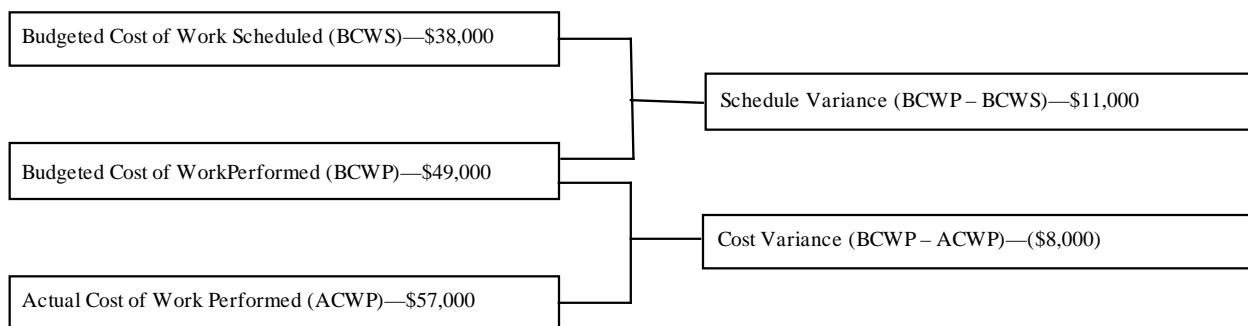 Budgeted Cost of Work Scheduled (BCWS)—$38,000
Schedule Variance (BCWP – BCWS)—$11,000
Budgeted Cost of WorkPerformed (BCWP)—$49,000
Cost Variance (BCWP – ACWP)—($8,000)
Actual Cost of Work Performed (ACWP)—$57,000